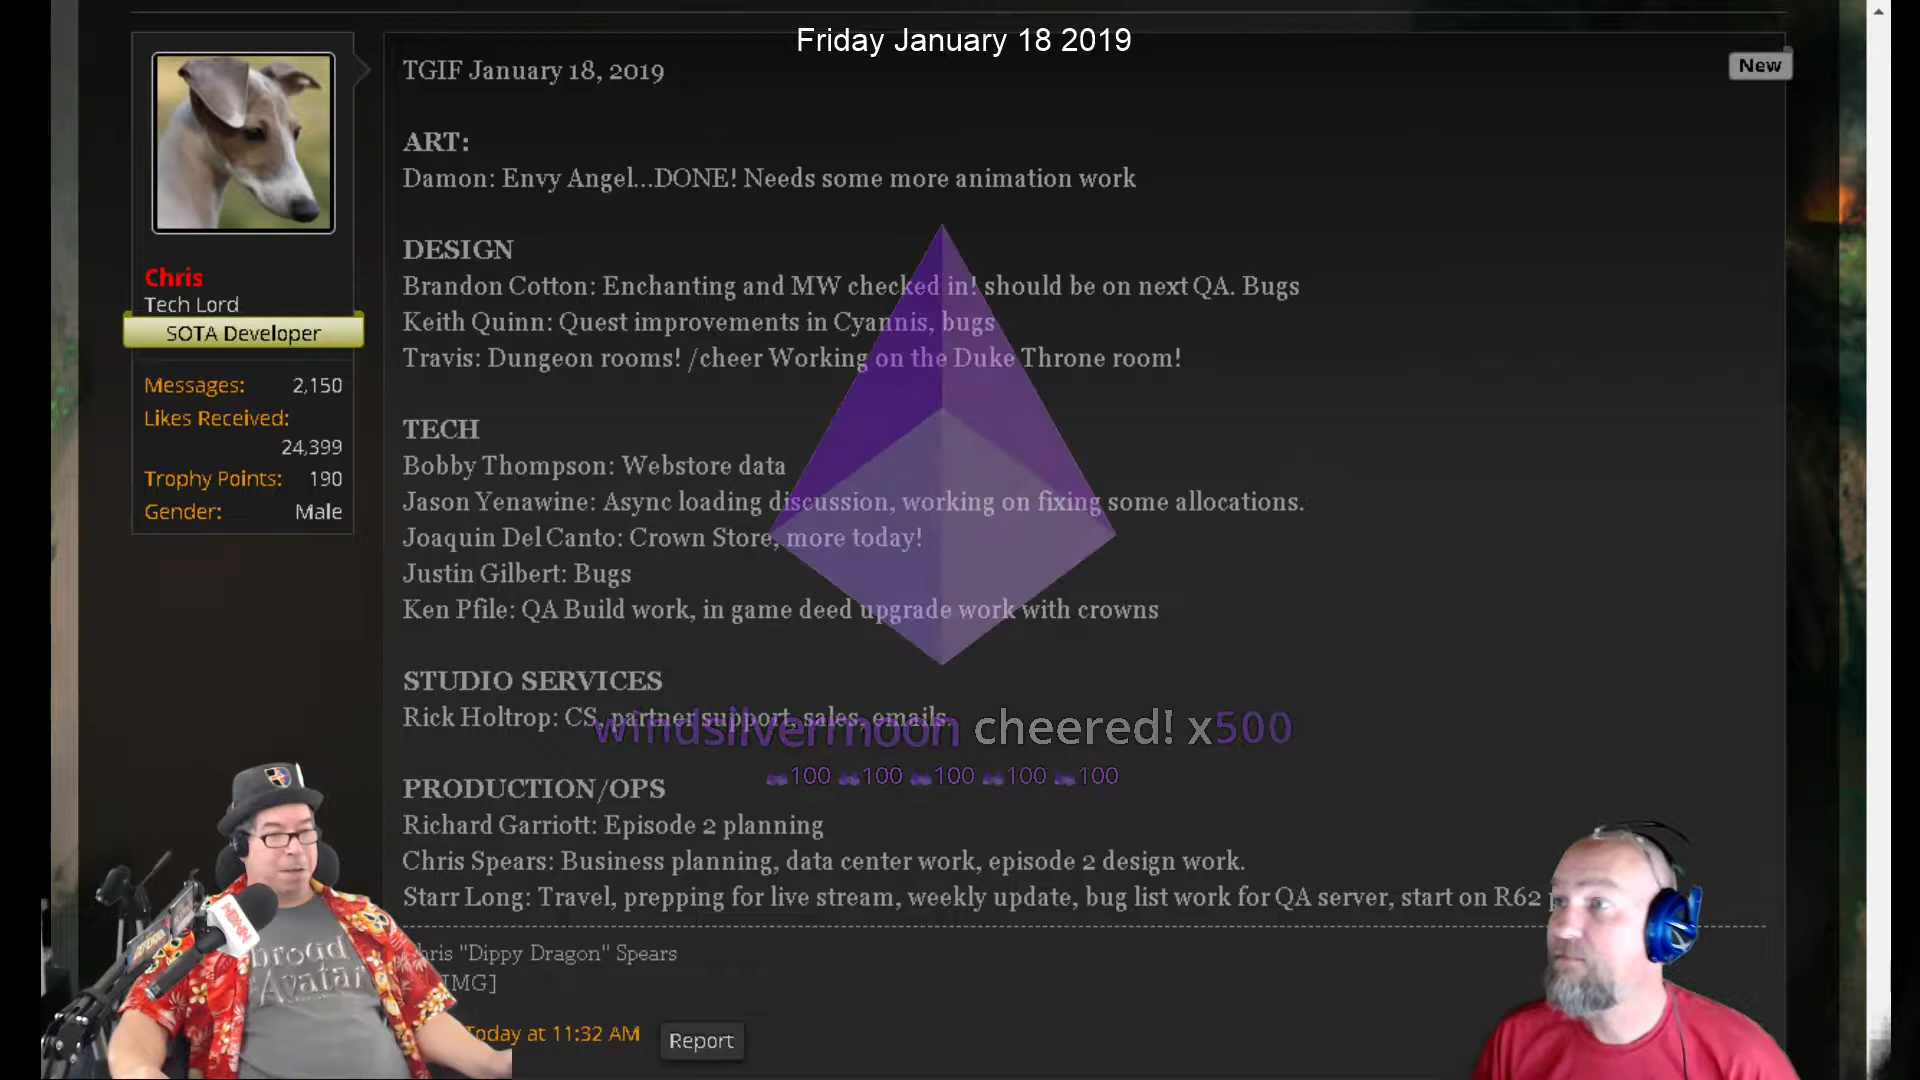 Friday January 18 2019
TGIF January 18, 2019
New
ART:
Damon: Envy Angel...DONE! Needs some more animation work
DESIGN
Brandon Cotton: Enchanting and MW checked in! should be on next QA. Bugs
Keith Quinn: Quest improvements in Cyannis, bugs
Travis: Dungeon rooms! /cheer Working on the Duke Throne room!
Chris
Tech Lord
SOTA Developer
Messages: 2,150
Likes Received:
24,399
Trophy Points: 190
Gender: Male
TECH
Bobby Thompson: Webstore data
Jason Yenawine: Async loading discussion, working on fixing some allocations.
Joaquin Del Canto: Crown Store, more today!
Justin Gilbert: Bugs
Ken Pfile: QA Build work, in game deed upgrade work with crowns
STUDIO SERVICES
Rick Holtrop: CS, partner support, sales, emails.
windsilvermoon cheered! x500
100 100 100 100 100
PRODUCTION/OPS
Richard Garriott: Episode 2 planning
Chris Spears: Business planning, data center work, episode 2 design work.
Starr Long: Travel, prepping for live stream, weekly update, bug list work for QA server, start on R62
hris "Dippy Dragon" Spears
IMG]
Today at 11:32 AM
Report
broud
Avatar